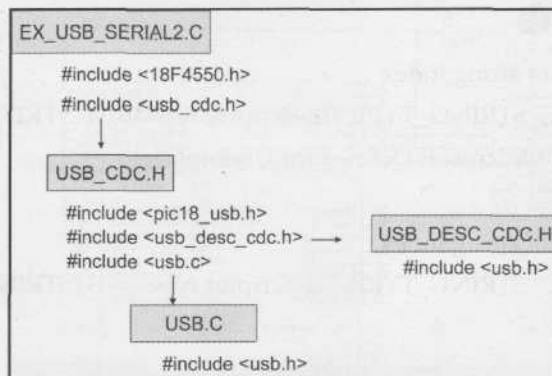 EX_USB_SERIAL2.C
#include <18F4550.h>
#include <usb_cdc.h>
USB_CDC.H
#include <pic18_usb.h>
#include <usb_desc_cdc.h>
#include <usb.c>
USB_DESC_CDC.H
#include <usb.h>
USB.C
#include <usb.h>